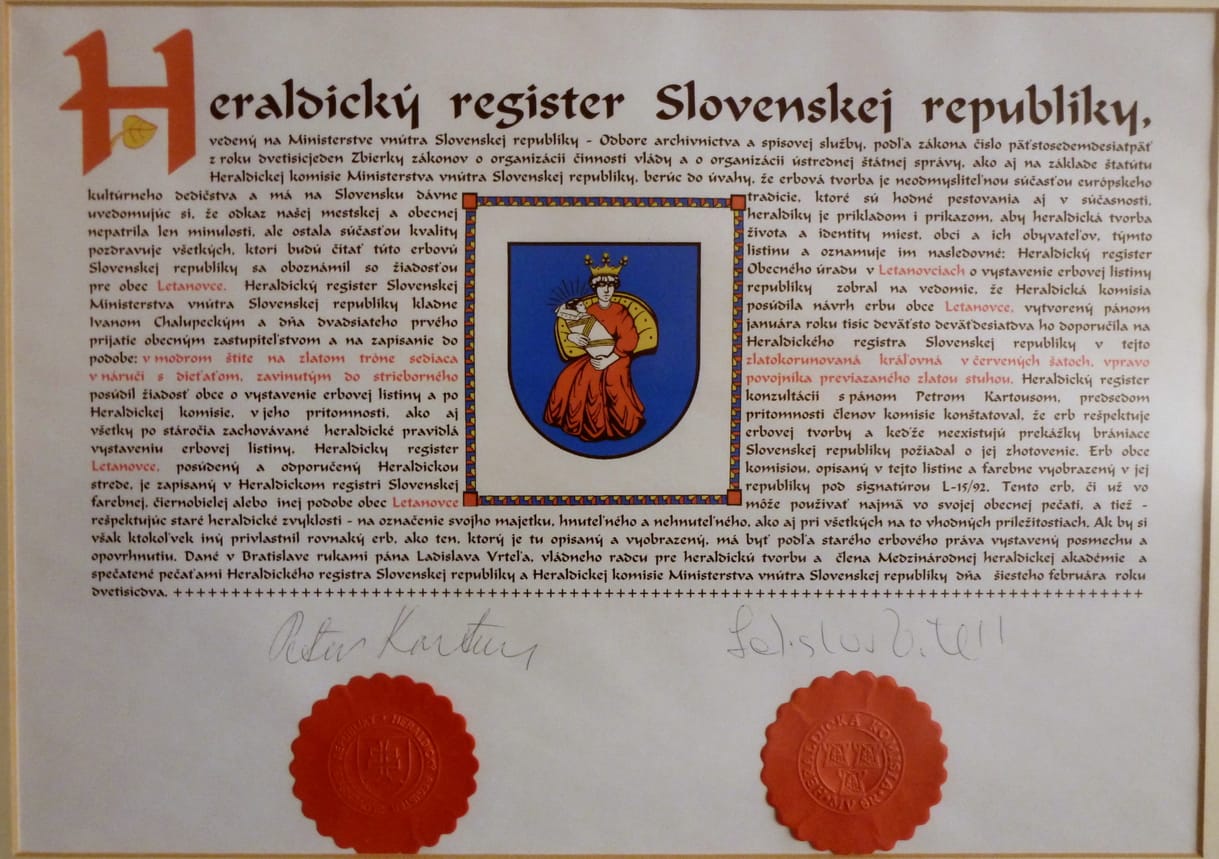 Heraldický register Slovenskej republiky,
vedený na Ministerstve vnútra Slovenskej republiky - Odbore archivnictva a spisovej služby, podľa zákona číslo päťstosedemdesiatpäť
z roku dvetisícjeden Zbierky zákonov o organizácii činnosti vlády a o organizácii ústrednej štátnej správy, ako aj na základe štatútu
Heraldickej komisie Ministerstva vnútra Slovenskej republiky, berúc do úvahy, že erbová tvorba je neodmysliteľnou súčasťou európskeho
kultúrneho dedičstva a má na Slovensku dávne tradície, ktoré sú hodné pestovania aj v súčasnosti,
uvedomujúc si, že odkaz našej mestskej a obecnej heraldiky je príkladom i príkazom, aby heraldická tvorba
nepatrila len minulosti, ale ostala súčasťou kvality života a identity miest, obcí a ich obyvateľov, týmto
pozdravuje všetkých, ktorí budú čítať túto erbovú listinu a oznamuje im nasledovné: Heraldický register
Slovenskej republiky sa oboznámil so žiadosťou Obecného úradu v Letanovciach o vystavenie erbovej listiny
pre obec Letanovce. Heraldický register Slovenskej republiky zobral na vedomie, že Heraldická komisia
Ministerstva vnútra Slovenskej republiky kladne posúdila návrh erbu obce Letanovce, vytvorený pánom
Ivanom Chalupeckým a dňa dvadsiateho prvého januára roku tisíc deväťsto deväťdesiatdva ho doporučila na
prijatie obecným zastupiteľstvom a na zapísanie do Heraldického registra Slovenskej republiky v tejto
podobe: v modrom štíte na zlatom tróne sediaca zlatokorunovaná kráľovná v červených šatoch, vpravo
v náručí s dieťaťom, zavinutým do strieborného povojníka previazaného zlatou stuhou. Heraldický register
posúdil žiadosť obce o vystavenie erbovej listiny a po konzultácii s pánom Petrom Kartousom, predsedom
Heraldickej komisie, v jeho prítomnosti, ako aj prítomnosti členov komisie konštatoval, že erb rešpektuje
všetky po stáročia zachovávané heraldické pravidlá erbovej tvorby a keďže neexistujú prekážky brániace
vystaveniu erbovej listiny, Heraldický register Slovenskej republiky požiadal o jej zhotovenie. Erb obce
Letanovce, posúdený a odporučený Heraldickou komisiou, opísaný v tejto listine a farebne vyobrazený v jej
strede, je zapísaný v Heraldickom registri Slovenskej republiky pod signatúrou L-15/92. Tento erb, či už vo
farebnej, čiernobielej alebo inej podobe obec Letanovce môže používať najmä vo svojej obecnej pečati, a tiež -
rešpektujúc staré heraldické zvyklosti - na označenie svojho majetku, hnuteľného a nehnuteľného, ako aj pri všetkých na to vhodných príležitostiach. Ak by si
však ktokoľvek iný privlastnil rovnaký erb, ako ten, ktorý je tu opísaný a vyobrazený, má byť podľa starého erbového práva vystavený posmechu a
opovrhnutiu. Dané v Bratislave rukami pána Ladislava Vrteľa, vládneho radcu pre heraldickú tvorbu a člena Medzinárodnej heraldickej akadémie a
spečatené pečaťami Heraldického registra Slovenskej republiky a Heraldickej komisie Ministerstva vnútra Slovenskej republiky dňa šiesteho februára roku
dvetisícdva. ++++++++++++++++++++++++++++++++++++++++++++++++++++++++++++++++++++++++++++++++++++
HERALDICKÁ KOMISIA MV SR